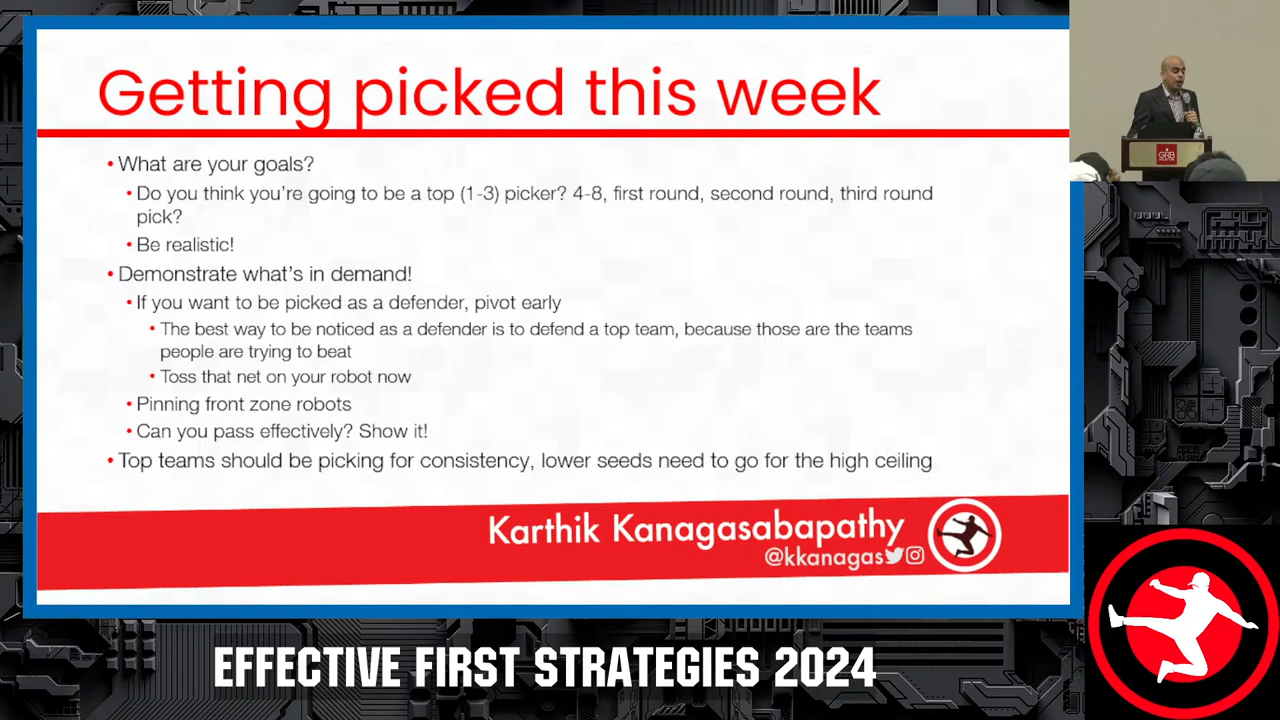 Getting picked this week
• What are your goals?
• Do you think you're going to be a top (1-3) picker? 4-8, first round, second round, third round
pick?
• Be realistic!
• Demonstrate what's in demand!
• If you want to be picked as a defender, pivot early
• The best way to be noticed as a defender is to defend a top team, because those are the teams
people are trying to beat
• Toss that net on your robot now
• Pinning front zone robots
• Can you pass effectively? Show it!
• Top teams should be picking for consistency, lower seeds need to go for the high ceiling
Karthik Kanagasabapathy
@kkanagas
GRB
EFFECTIVE FIRST STRATEGIES 2024